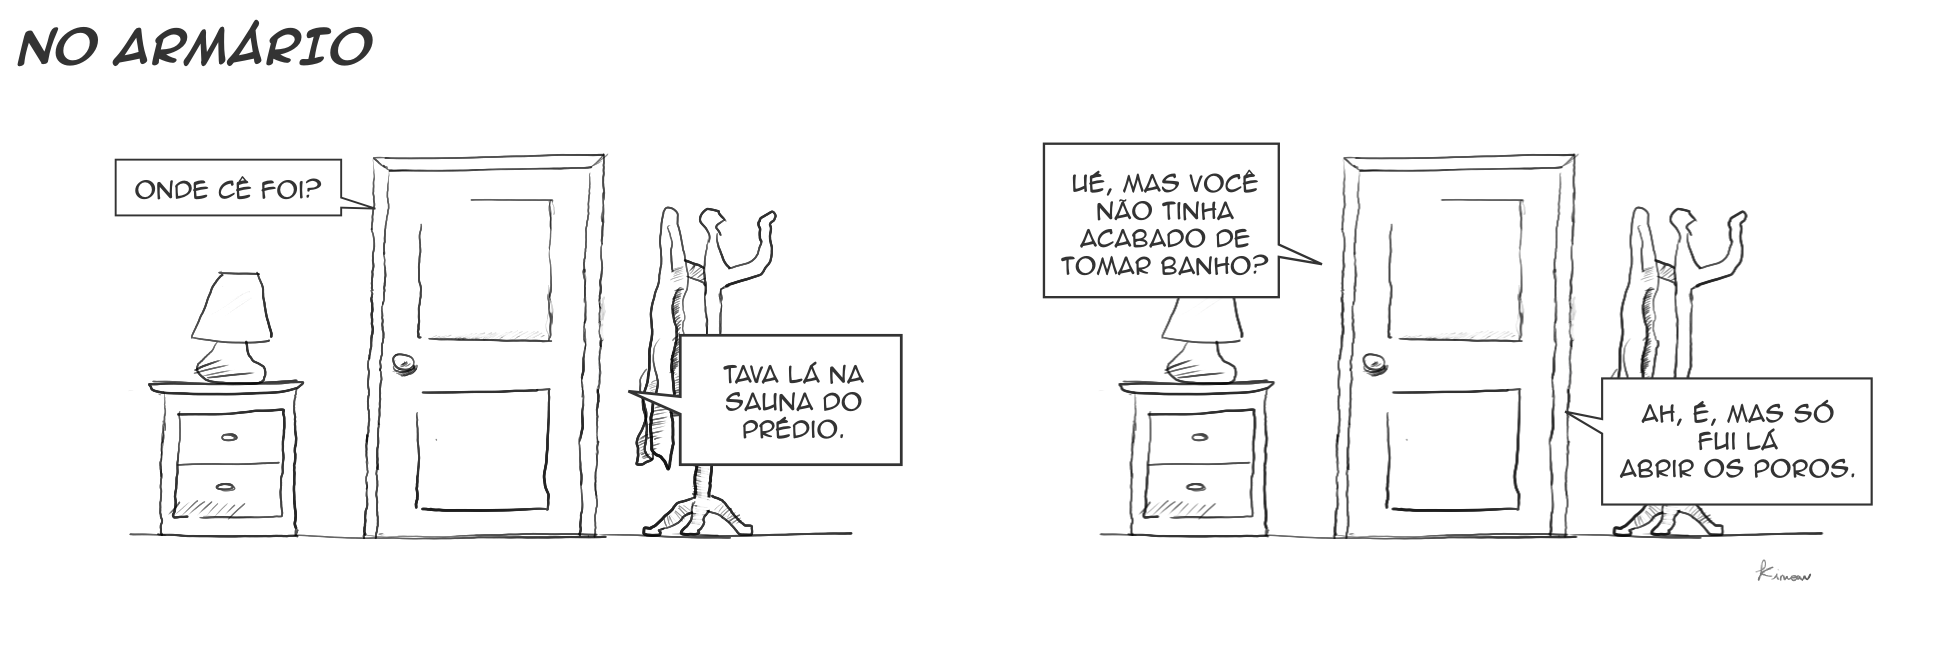 NO ARMÁRIO
ONDE CÊ FOI?
TAVA LÁ NA
SAUNA DO
PRÉDIO.
UÉ, MAS VOCÊ
NÃO TINHA
ACABADO DE
TOMAR BANHO?
AH, É, MAS SÓ
FUI LÁ
ABRIR OS POROS.